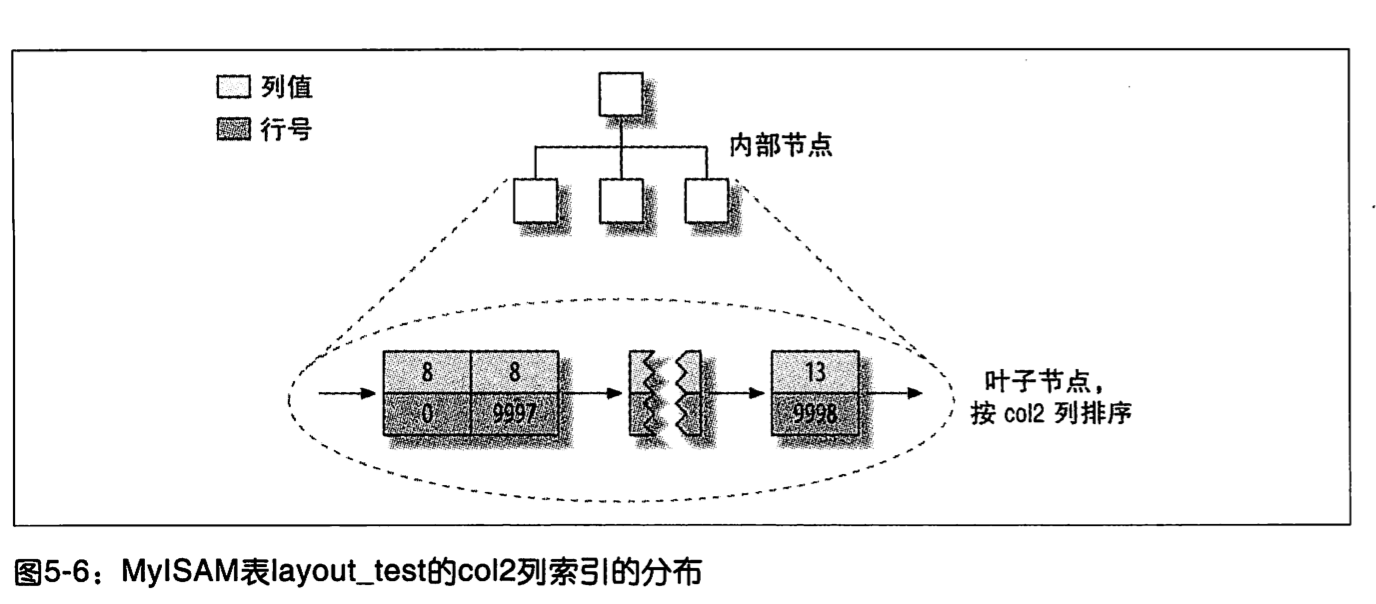 列值
行号
内部节点
8 8
0 9997
13
9998
叶子节点，
按 col2 列排序
图5-6：MyISAM表layout_test的col2列索引的分布